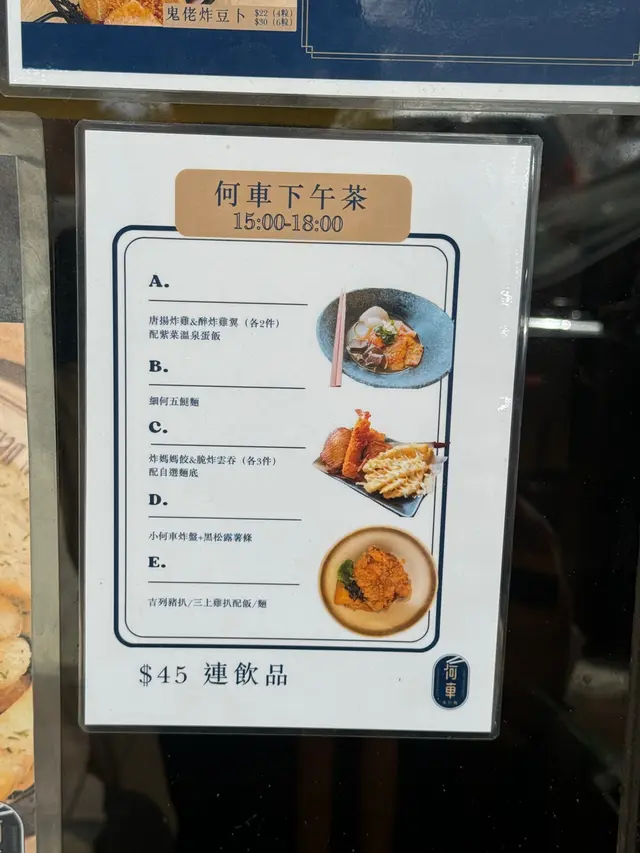 鬼佬炸豆卜 $22 (4粒)
$30 (6粒)
何車下午茶
15:00-18:00
A.
唐揚炸雞&醉炸雞翼（各2件）
配紫菜溫泉蛋飯
B.
細何五餸麵
C.
炸媽媽餃&脆炸雲吞（各3件）
配自選麵底
D.
小何車炸盤+黑松露薯條
E.
吉列豬扒/三上雞扒配飯/麵
$45 連飲品
何車